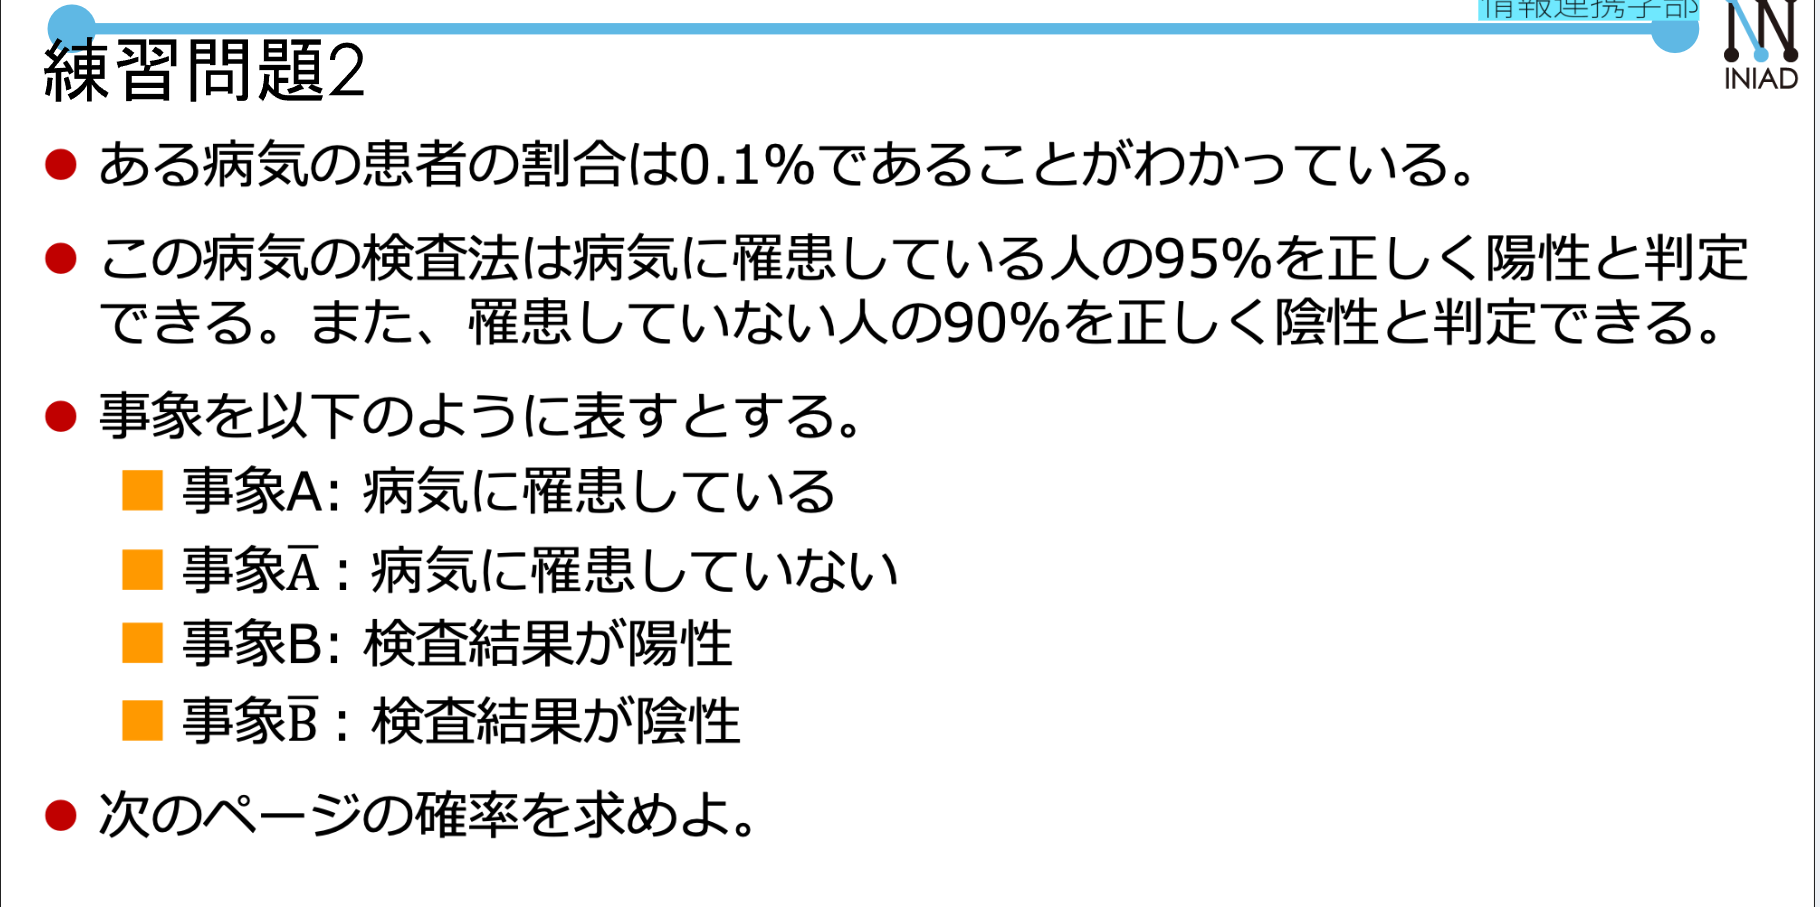 情報連携学部
INIAD
練習問題2
ある病気の患者の割合は0.1%であることがわかっている。
この病気の検査法は病気に罹患している人の95%を正しく陽性と判定
できる。また、罹患していない人の90%を正しく陰性と判定できる。
事象を以下のように表すとする。
事象A: 病気に罹患している
事象A̅ : 病気に罹患していない
事象B: 検査結果が陽性
事象B̅ : 検査結果が陰性
次のページの確率を求めよ。